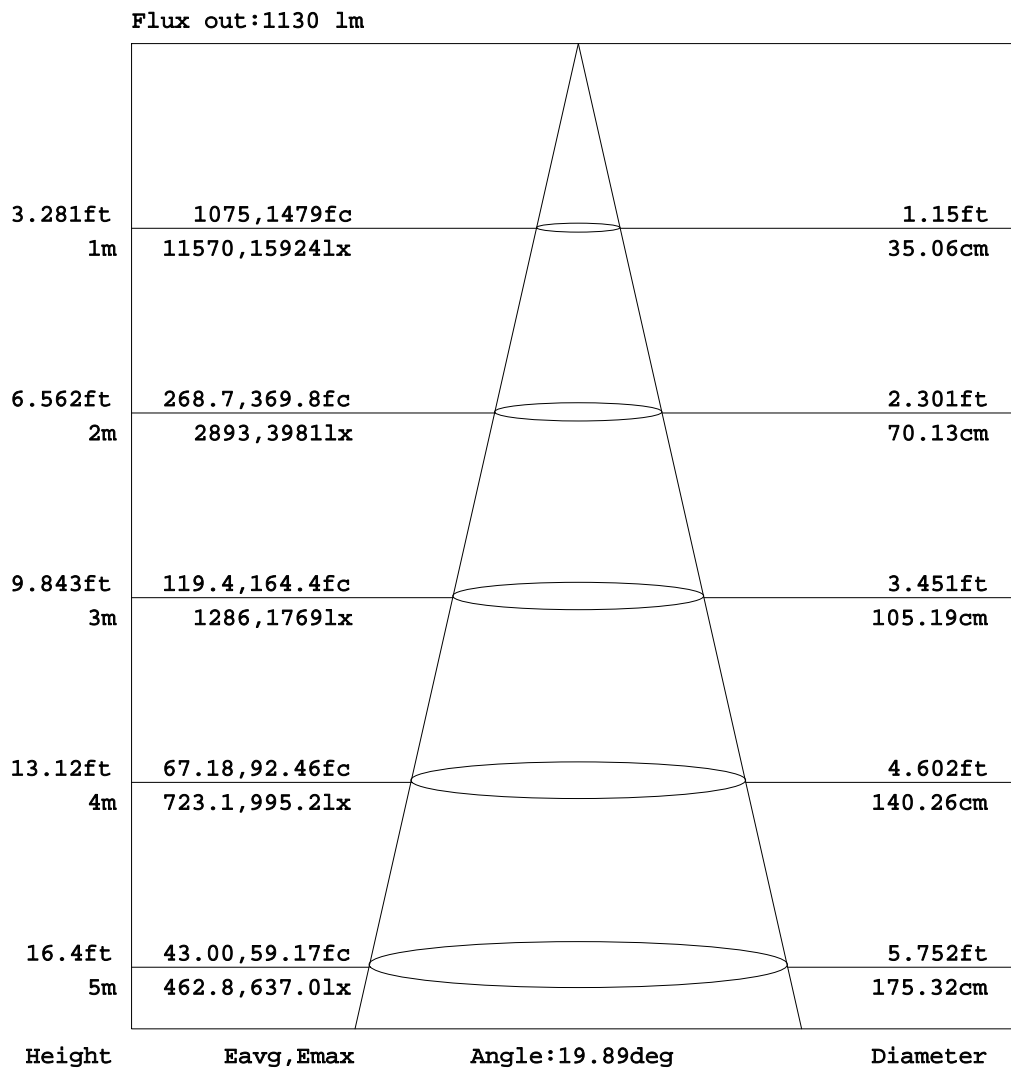 Flux out:1130 lm
3.281ft 1075,1479fc 1.15ft
1m 11570,15924lx 35.06cm
6.562ft 268.7,369.8fc 2.301ft
2m 2893,3981lx 70.13cm
9.843ft 119.4,164.4fc 3.451ft
3m 1286,1769lx 105.19cm
13.12ft 67.18,92.46fc 4.602ft
4m 723.1,995.2lx 140.26cm
16.4ft 43.00,59.17fc 5.752ft
5m 462.8,637.0lx 175.32cm
Height Eavg,Emax Angle:19.89deg Diameter